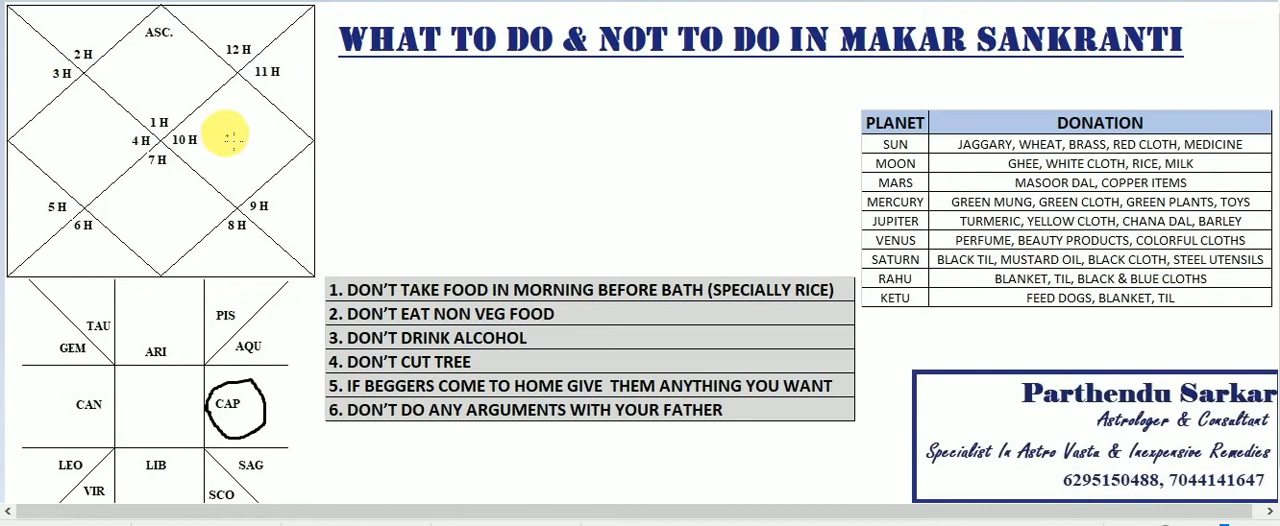 WHAT TO DO & NOT TO DO IN MAKAR SANKRANTI
ASC.
2 H
12 H
3 H
11 H
1 H
4 H
10 H
7 H
5 H
9 H
6 H
8 H
PLANET DONATION
SUN JAGGARY, WHEAT, BRASS, RED CLOTH, MEDICINE
MOON GHEE, WHITE CLOTH, RICE, MILK
MARS MASOOR DAL, COPPER ITEMS
MERCURY GREEN MUNG, GREEN CLOTH, GREEN PLANTS, TOYS
JUPITER TURMERIC, YELLOW CLOTH, CHANA DAL, BARLEY
VENUS PERFUME, BEAUTY PRODUCTS, COLORFUL CLOTHS
SATURN BLACK TIL, MUSTARD OIL, BLACK CLOTH, STEEL UTENSILS
RAHU BLANKET, TIL, BLACK & BLUE CLOTHS
KETU FEED DOGS, BLANKET, TIL
1. DON'T TAKE FOOD IN MORNING BEFORE BATH (SPECIALLY RICE)
2. DON'T EAT NON VEG FOOD
3. DON'T DRINK ALCOHOL
4. DON'T CUT TREE
5. IF BEGGERS COME TO HOME GIVE THEM ANYTHING YOU WANT
6. DON'T DO ANY ARGUMENTS WITH YOUR FATHER
PIS
TAU
GEM
ARI
AQU
CAN
CAP
LEO
LIB
SAG
VIR
SCO
Parthendu Sarkar
Astrologer & Consultant
Specialist In Astro Vastu & Inexpensive Remedies
6295150488, 7044141647